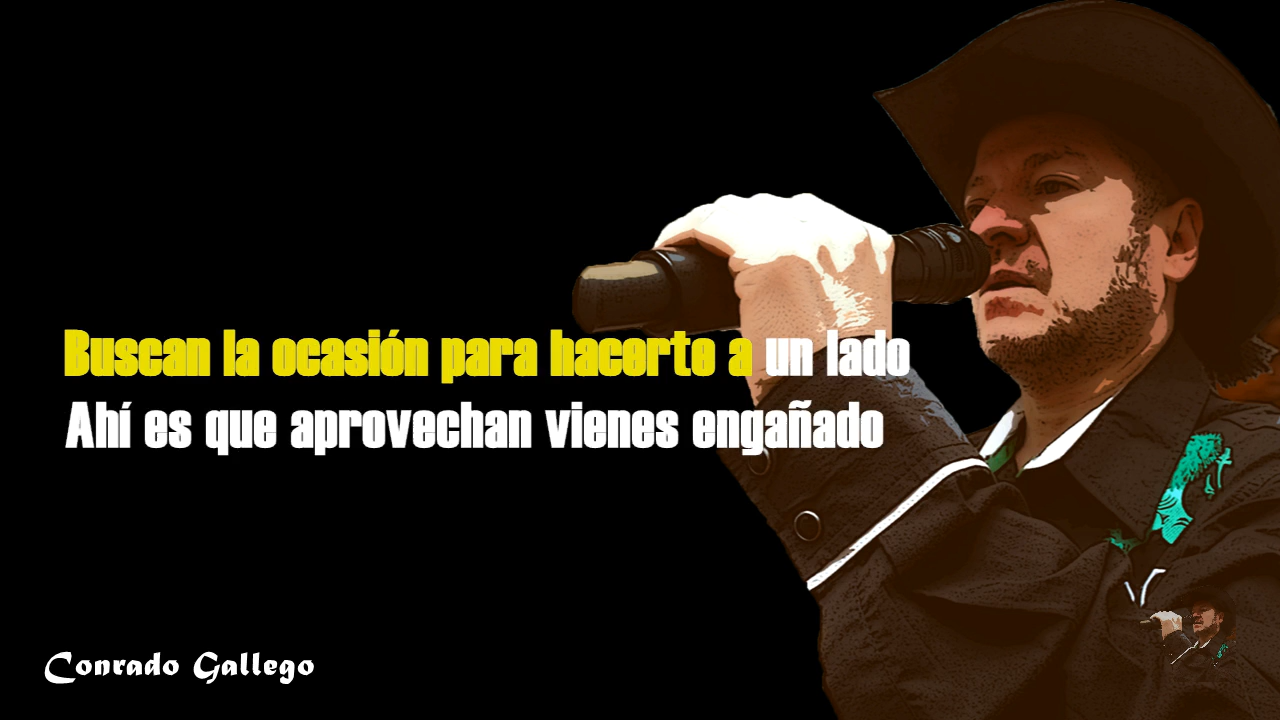 Buscan la ocasión para hacerte a un lado
Ahí es que aprovechan vienes engañado
Conrado Gallego